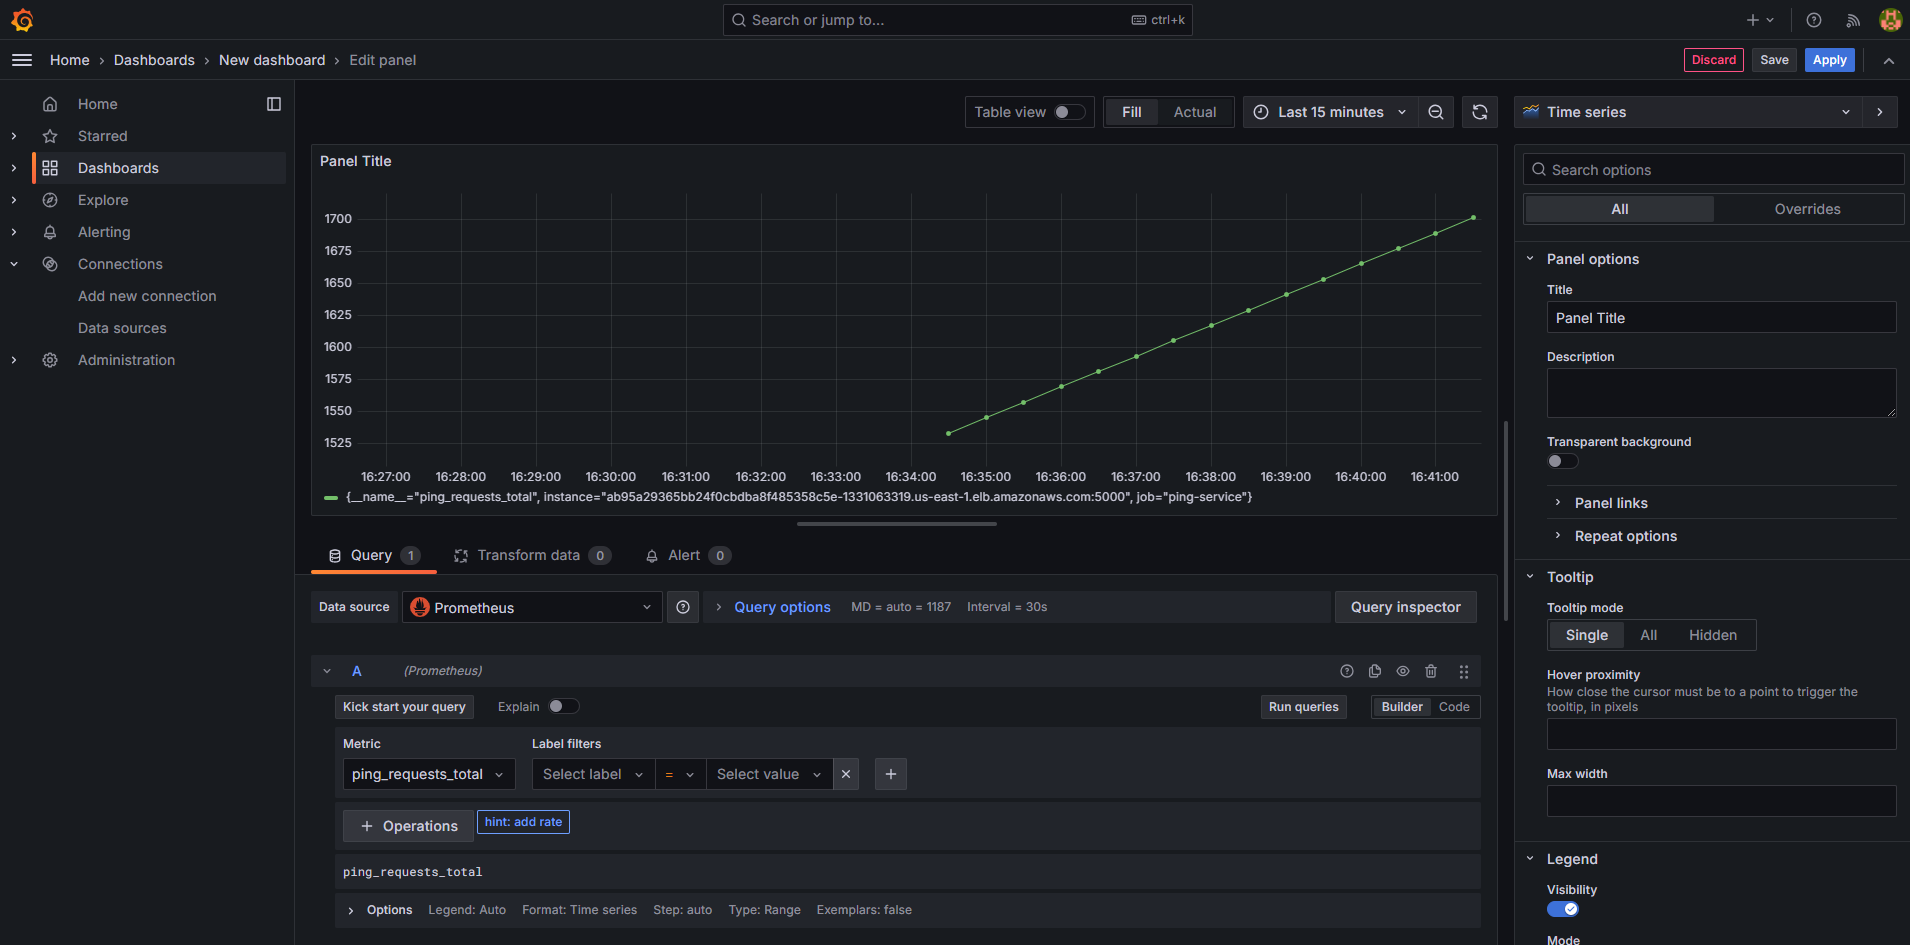 Search or jump to...
ctrl+k
Home › Dashboards › New dashboard › Edit panel
Discard
Save
Apply
Home
Starred
Dashboards
Explore
Alerting
Connections
Add new connection
Data sources
Administration
Table view
Fill
Actual
Last 15 minutes
Panel Title
1700
1675
1650
1625
1600
1575
1550
1525
16:27:00 16:28:00 16:29:00 16:30:00 16:31:00 16:32:00 16:33:00 16:34:00 16:35:00 16:36:00 16:37:00 16:38:00 16:39:00 16:40:00 16:41:00
{__name__="ping_requests_total", instance="ab95a29365bb24f0cbdba8f485358c5e-1331063319.us-east-1.elb.amazonaws.com:5000", job="ping-service"}
Query 1
Transform data 0
Alert 0
Data source
Prometheus
Query options
MD = auto = 1187
Interval = 30s
Query inspector
A
(Prometheus)
Kick start your query
Explain
Run queries
Builder
Code
Metric
Label filters
ping_requests_total
Select label
=
Select value
+ Operations
hint: add rate
ping_requests_total
Options
Legend: Auto
Format: Time series
Step: auto
Type: Range
Exemplars: false
Time series
Search options
All
Overrides
Panel options
Title
Panel Title
Description
Transparent background
Panel links
Repeat options
Tooltip
Tooltip mode
Single
All
Hidden
Hover proximity
How close the cursor must be to a point to trigger the
tooltip, in pixels
Max width
Legend
Visibility
Mode